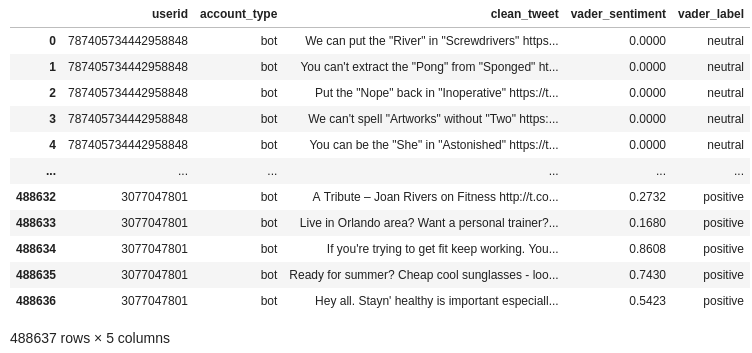 userid account_type clean_tweet vader_sentiment vader_label
0 787405734442958848 bot We can put the "River" in "Screwdrivers" https... 0.0000 neutral
1 787405734442958848 bot You can't extract the "Pong" from "Sponged" ht... 0.0000 neutral
2 787405734442958848 bot Put the "Nope" back in "Inoperative" https://t... 0.0000 neutral
3 787405734442958848 bot We can't spell "Artworks" without "Two" https:... 0.0000 neutral
4 787405734442958848 bot You can be the "She" in "Astonished" https://t... 0.0000 neutral
... ... ... ... ... ...
488632 3077047801 bot A Tribute – Joan Rivers on Fitness http://t.co... 0.2732 positive
488633 3077047801 bot Live in Orlando area? Want a personal trainer?... 0.1680 positive
488634 3077047801 bot If you're trying to get fit keep working. You... 0.8608 positive
488635 3077047801 bot Ready for summer? Cheap cool sunglasses - loo... 0.7430 positive
488636 3077047801 bot Hey all. Stayn' healthy is important especiall... 0.5423 positive
488637 rows × 5 columns